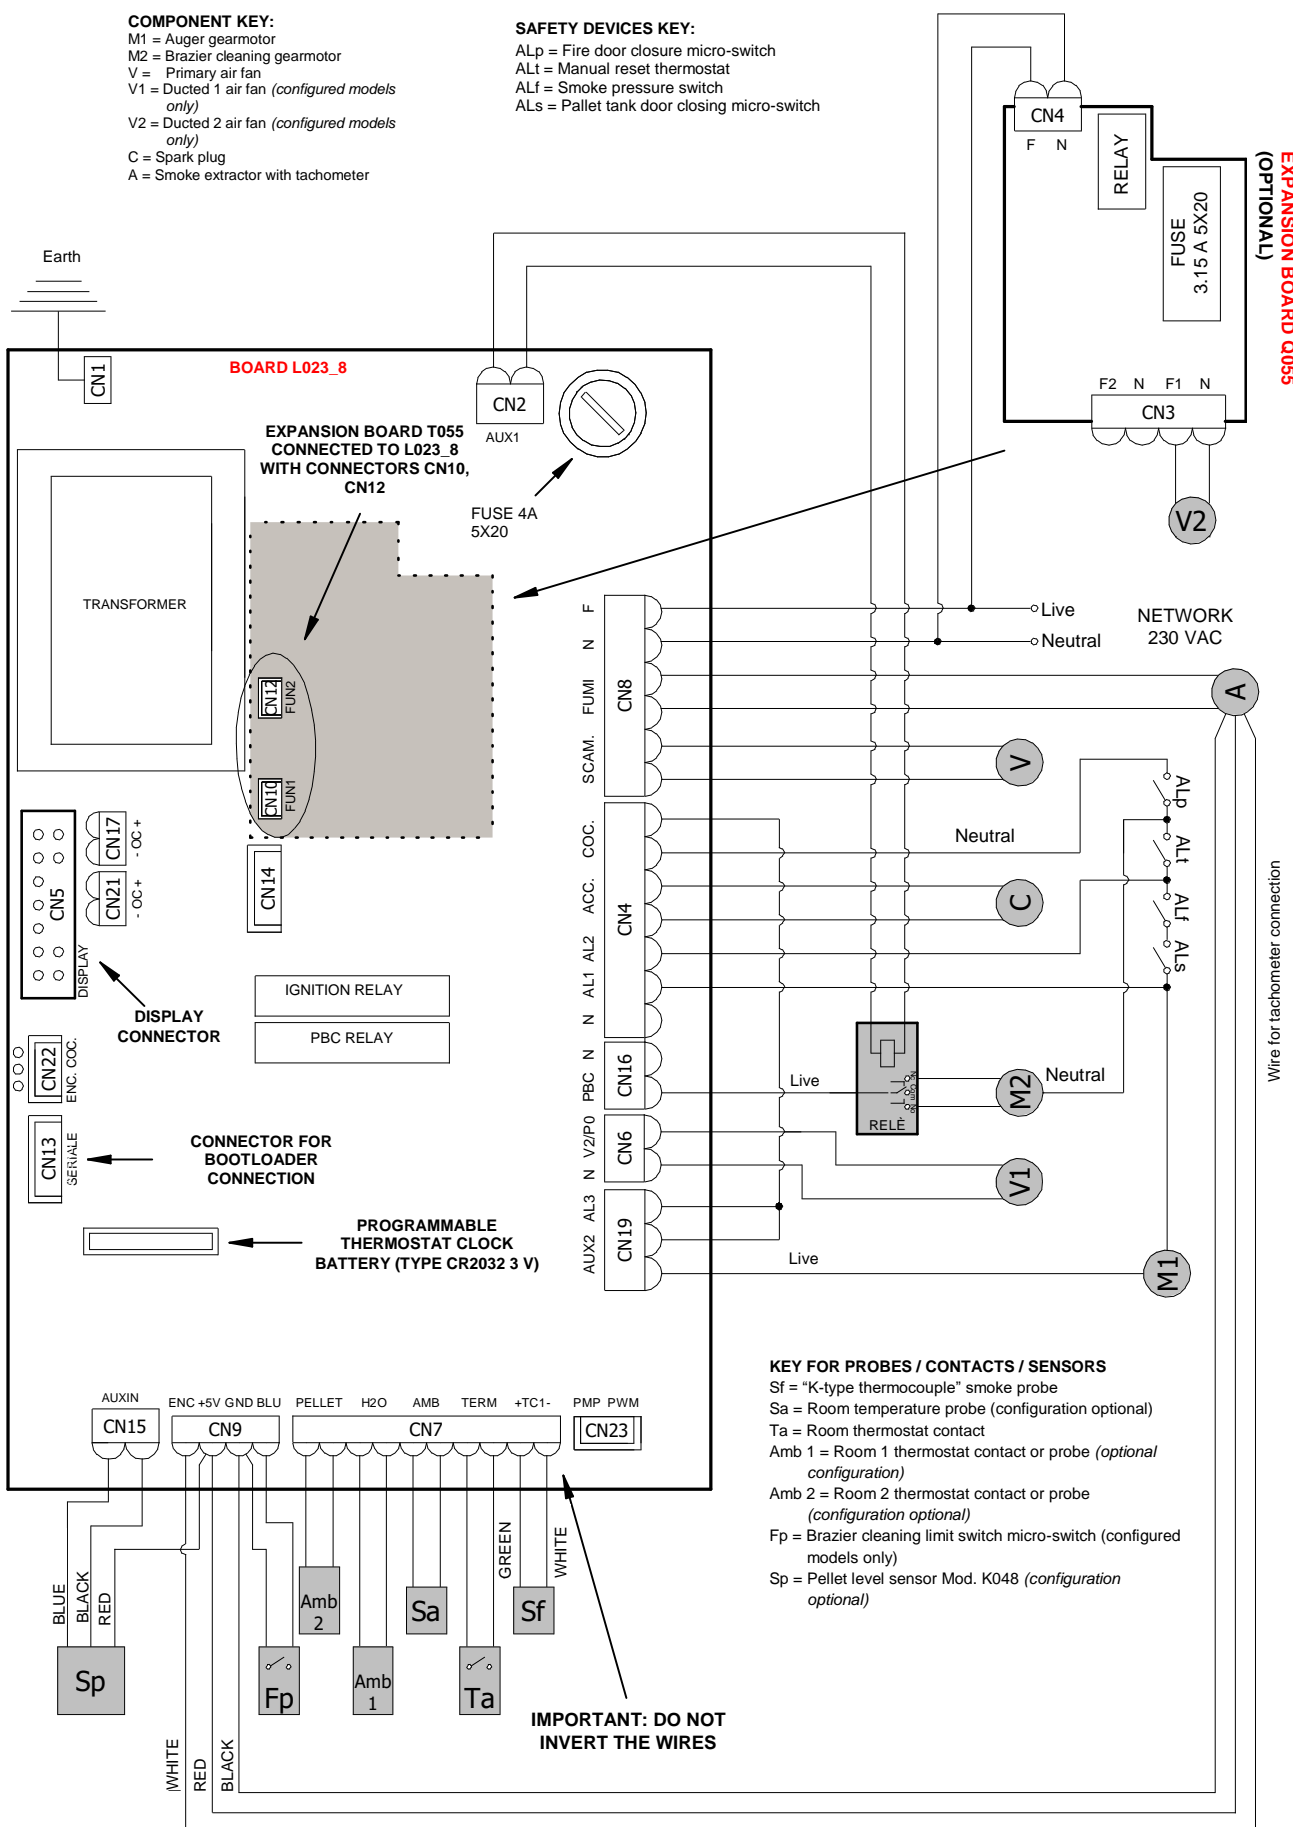 COMPONENT KEY:
M1 = Auger gearmotor
M2 = Brazier cleaning gearmotor
V = Primary air fan
V1 = Ducted 1 air fan (configured models
only)
V2 = Ducted 2 air fan (configured models
only)
C = Spark plug
A = Smoke extractor with tachometer
SAFETY DEVICES KEY:
ALp = Fire door closure micro-switch
ALt = Manual reset thermostat
ALf = Smoke pressure switch
ALs = Pallet tank door closing micro-switch
CN4
F N
RELAY
FUSE
3.15 A 5X20
EXPANSION BOARD Q055
(OPTIONAL)
F2 N F1 N
CN3
V2
Earth
CN1
BOARD L023_8
CN2
AUX1
EXPANSION BOARD T055
CONNECTED TO L023_8
WITH CONNECTORS CN10,
CN12
FUSE 4A
5X20
TRANSFORMER
CN12
FUN2
CN10
FUN1
F
N
FUMI
SCAM.
CN8
Live
Neutral
NETWORK
230 VAC
A
V
CN17
- OC +
CN21
- OC +
CN5
DISPLAY
CN14
COC.
ACC.
AL2
AL1
N
CN4
Neutral
C
ALp
ALt
ALf
ALs
Wire for tachometer connection
DISPLAY
CONNECTOR
IGNITION RELAY
PBC RELAY
CN22
ENC. COC.
N
PBC
CN16
Live
Nc Com No
RELÈ
M2
Neutral
CN13
SERIALE
CONNECTOR FOR
BOOTLOADER
CONNECTION
V2/P0
N
CN6
V1
PROGRAMMABLE
THERMOSTAT CLOCK
BATTERY (TYPE CR2032 3 V)
AL3
AUX2
CN19
Live
M1
KEY FOR PROBES / CONTACTS / SENSORS
Sf = “K-type thermocouple” smoke probe
Sa = Room temperature probe (configuration optional)
Ta = Room thermostat contact
Amb 1 = Room 1 thermostat contact or probe (optional
configuration)
Amb 2 = Room 2 thermostat contact or probe
(configuration optional)
Fp = Brazier cleaning limit switch micro-switch (configured
models only)
Sp = Pellet level sensor Mod. K048 (configuration
optional)
AUXIN
CN15
ENC +5V GND BLU
CN9
PELLET H2O AMB TERM +TC1-
CN7
PMP PWM
CN23
BLUE
BLACK
RED
GREEN
WHITE
Sp
Fp
Amb
2
Amb
1
Sa
Ta
Sf
IMPORTANT: DO NOT
INVERT THE WIRES
WHITE
RED
BLACK